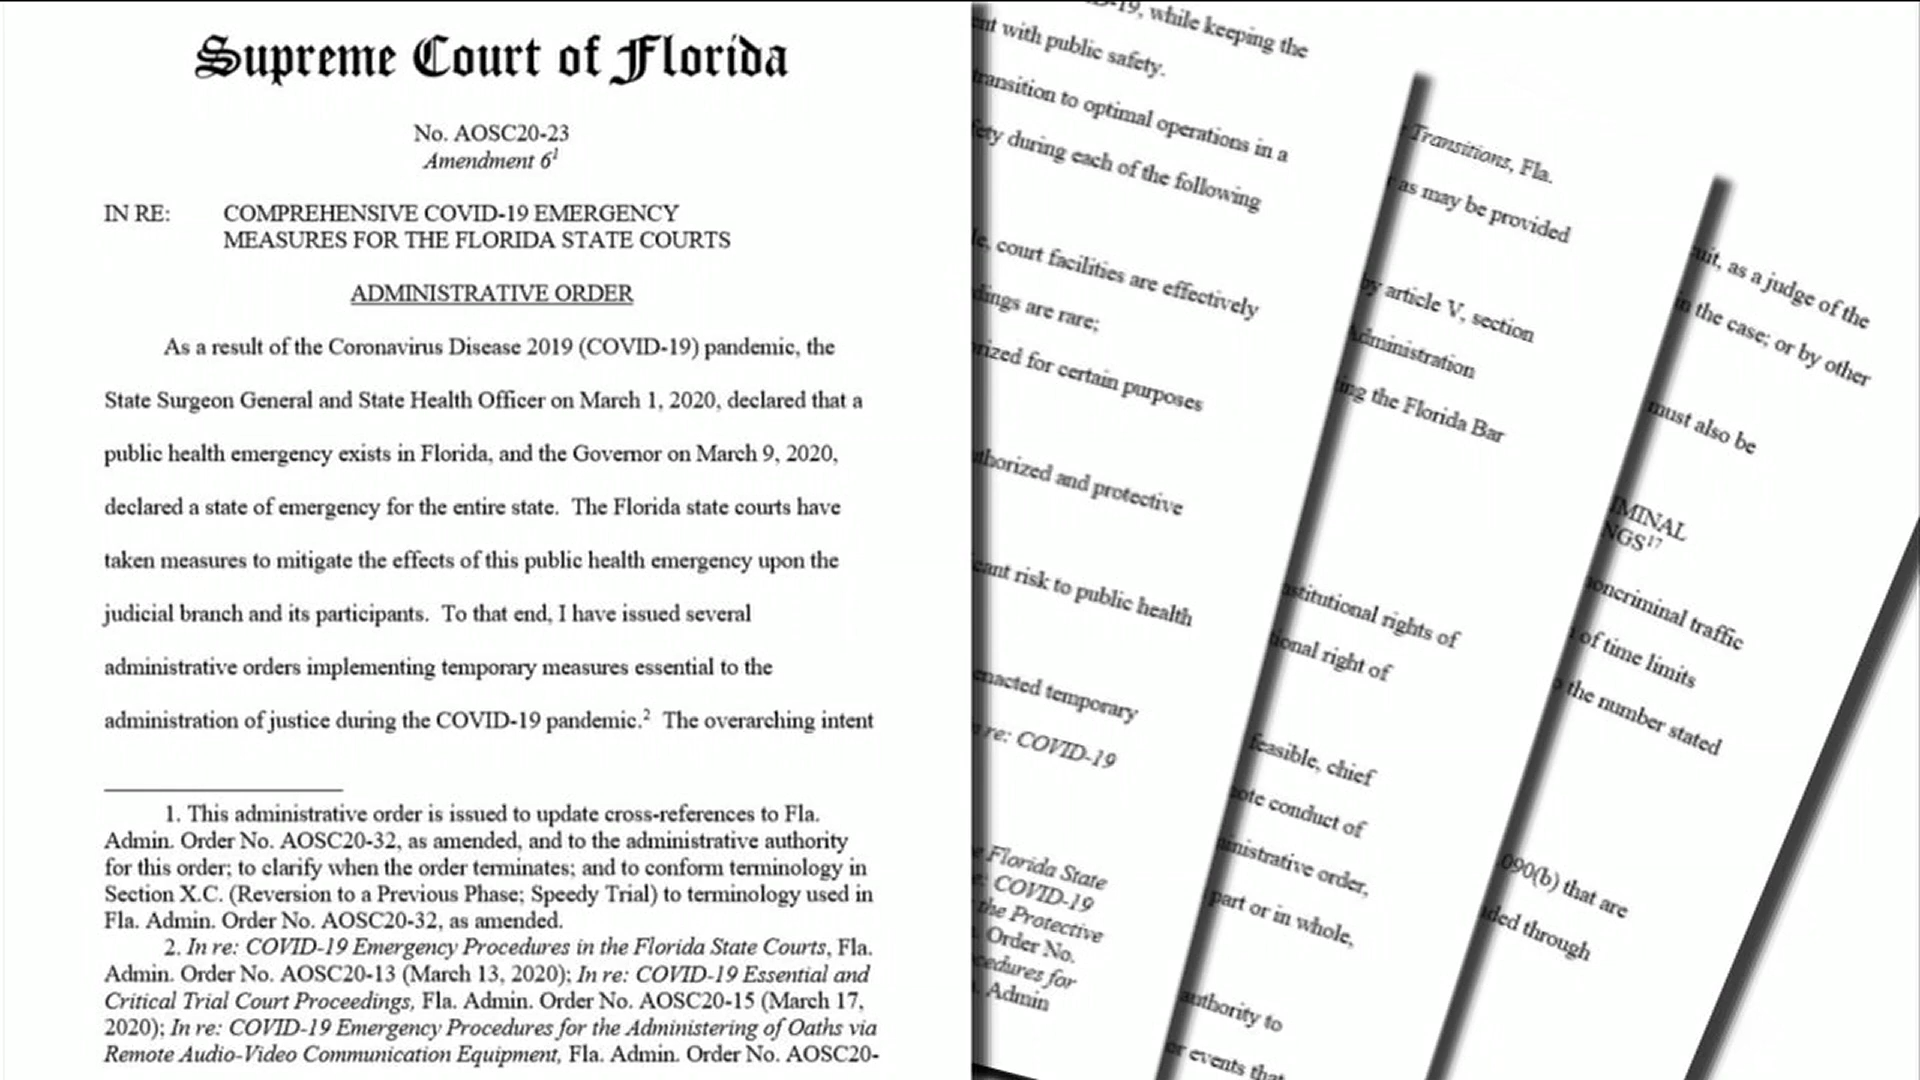 Supreme Court of Florida
No. AOSC20-23
Amendment 6¹
IN RE: COMPREHENSIVE COVID-19 EMERGENCY
MEASURES FOR THE FLORIDA STATE COURTS
ADMINISTRATIVE ORDER
As a result of the Coronavirus Disease 2019 (COVID-19) pandemic, the
State Surgeon General and State Health Officer on March 1, 2020, declared that a
public health emergency exists in Florida, and the Governor on March 9, 2020,
declared a state of emergency for the entire state. The Florida state courts have
taken measures to mitigate the effects of this public health emergency upon the
judicial branch and its participants. To that end, I have issued several
administrative orders implementing temporary measures essential to the
administration of justice during the COVID-19 pandemic.² The overarching intent
1. This administrative order is issued to update cross-references to Fla.
Admin. Order No. AOSC20-32, as amended, and to the administrative authority
for this order; to clarify when the order terminates; and to conform terminology in
Section X.C. (Reversion to a Previous Phase; Speedy Trial) to terminology used in
Fla. Admin. Order No. AOSC20-32, as amended.
2. In re: COVID-19 Emergency Procedures in the Florida State Courts, Fla.
Admin. Order No. AOSC20-13 (March 13, 2020); In re: COVID-19 Essential and
Critical Trial Court Proceedings, Fla. Admin. Order No. AOSC20-15 (March 17,
2020); In re: COVID-19 Emergency Procedures for the Administering of Oaths via
Remote Audio-Video Communication Equipment, Fla. Admin. Order No. AOSC20-
while keeping the
with public safety.
transition to optimal operations in a
during each of the following
court facilities are effectively
are rare;
for certain purposes
and protective
risk to public health
enacted temporary
re: COVID-19
Florida State
COVID-19
the Protective
Order No.
for
Admin
Transitions, Fla.
as may be provided
article V, section
Administration
the Florida Bar
rights of
right of
feasible, chief
conduct of
order,
part or in whole,
authority to
events that
as a judge of the
the case; or by other
must also be
MINAL
NGS¹⁷
noncriminal traffic
of time limits
the number stated
090(b) that are
through